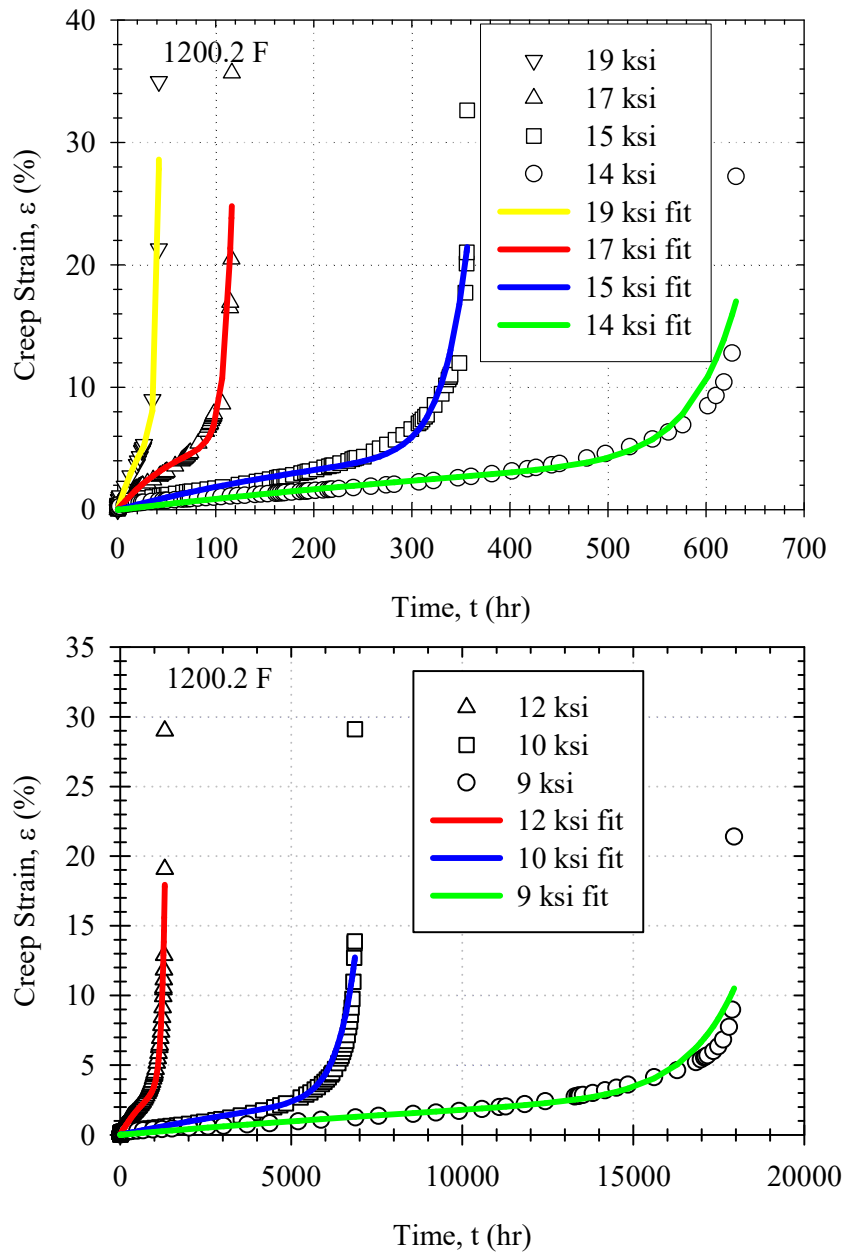 40
30
20
10
0
Creep Strain, ε (%)
1200.2 F
19 ksi
17 ksi
15 ksi
14 ksi
19 ksi fit
17 ksi fit
15 ksi fit
14 ksi fit
0 100 200 300 400 500 600 700
Time, t (hr)
35
30
25
20
15
10
5
0
Creep Strain, ε (%)
1200.2 F
12 ksi
10 ksi
9 ksi
12 ksi fit
10 ksi fit
9 ksi fit
0 5000 10000 15000 20000
Time, t (hr)